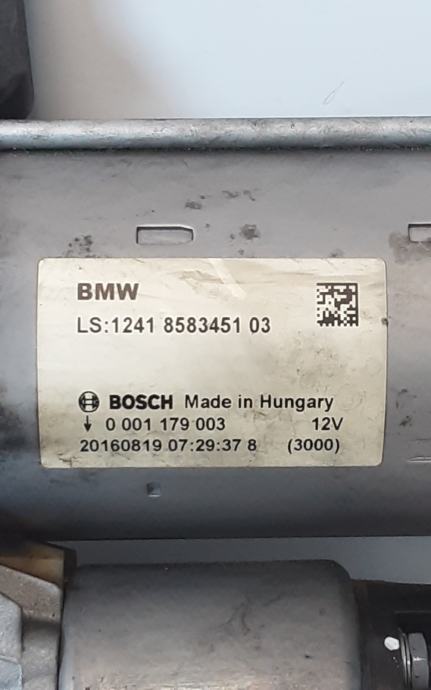 BMW
LS:1241 8583451 03
BOSCH Made in Hungary
↓ 0 001 179 003 12V
20160819 07:29:37 8 (3000)